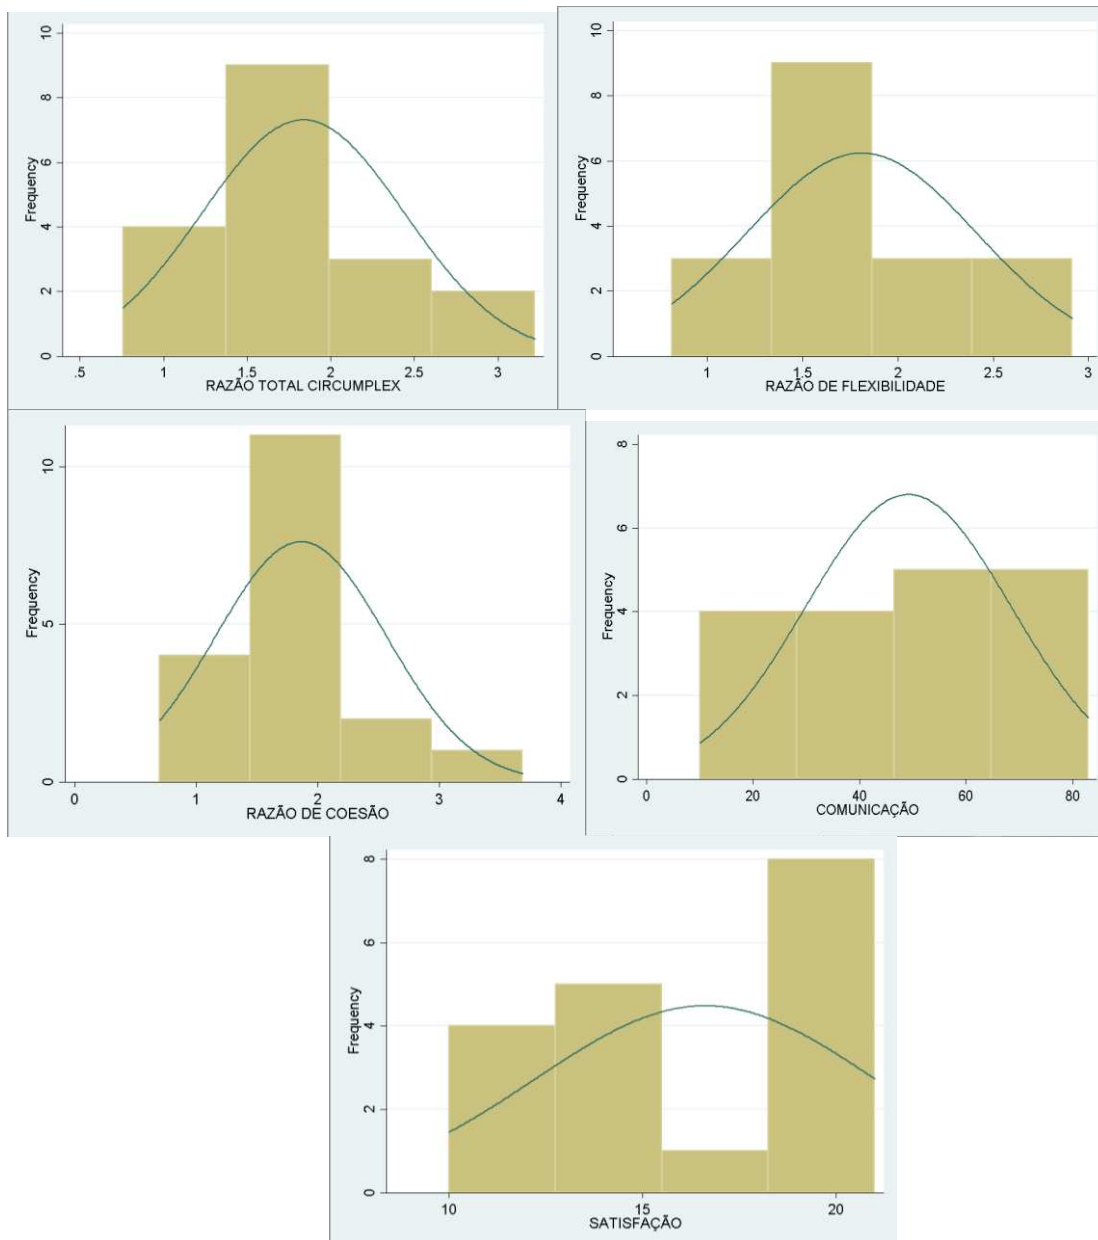 Frequency
0 2 4 6 8 10
.5 1 1.5 2 2.5 3
RAZÃO TOTAL CIRCUMPLEX
Frequency
0 2 4 6 8 10
1 1.5 2 2.5 3
RAZÃO DE FLEXIBILIDADE
Frequency
0 5 10
0 1 2 3 4
RAZÃO DE COESÃO
Frequency
0 2 4 6 8
0 20 40 60 80
COMUNICAÇÃO
Frequency
0 2 4 6 8
10 15 20
SATISFAÇÃO